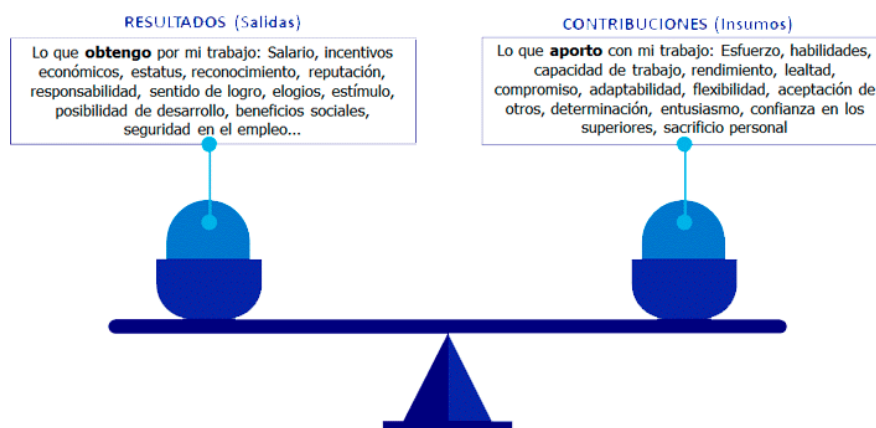 RESULTADOS (Salidas)
Lo que obtengo por mi trabajo: Salario, incentivos
económicos, estatus, reconocimiento, reputación,
responsabilidad, sentido de logro, elogios, estímulo,
posibilidad de desarrollo, beneficios sociales,
seguridad en el empleo...
CONTRIBUCIONES (Insumos)
Lo que aporto con mi trabajo: Esfuerzo, habilidades,
capacidad de trabajo, rendimiento, lealtad,
compromiso, adaptabilidad, flexibilidad, aceptación de
otros, determinación, entusiasmo, confianza en los
superiores, sacrificio personal